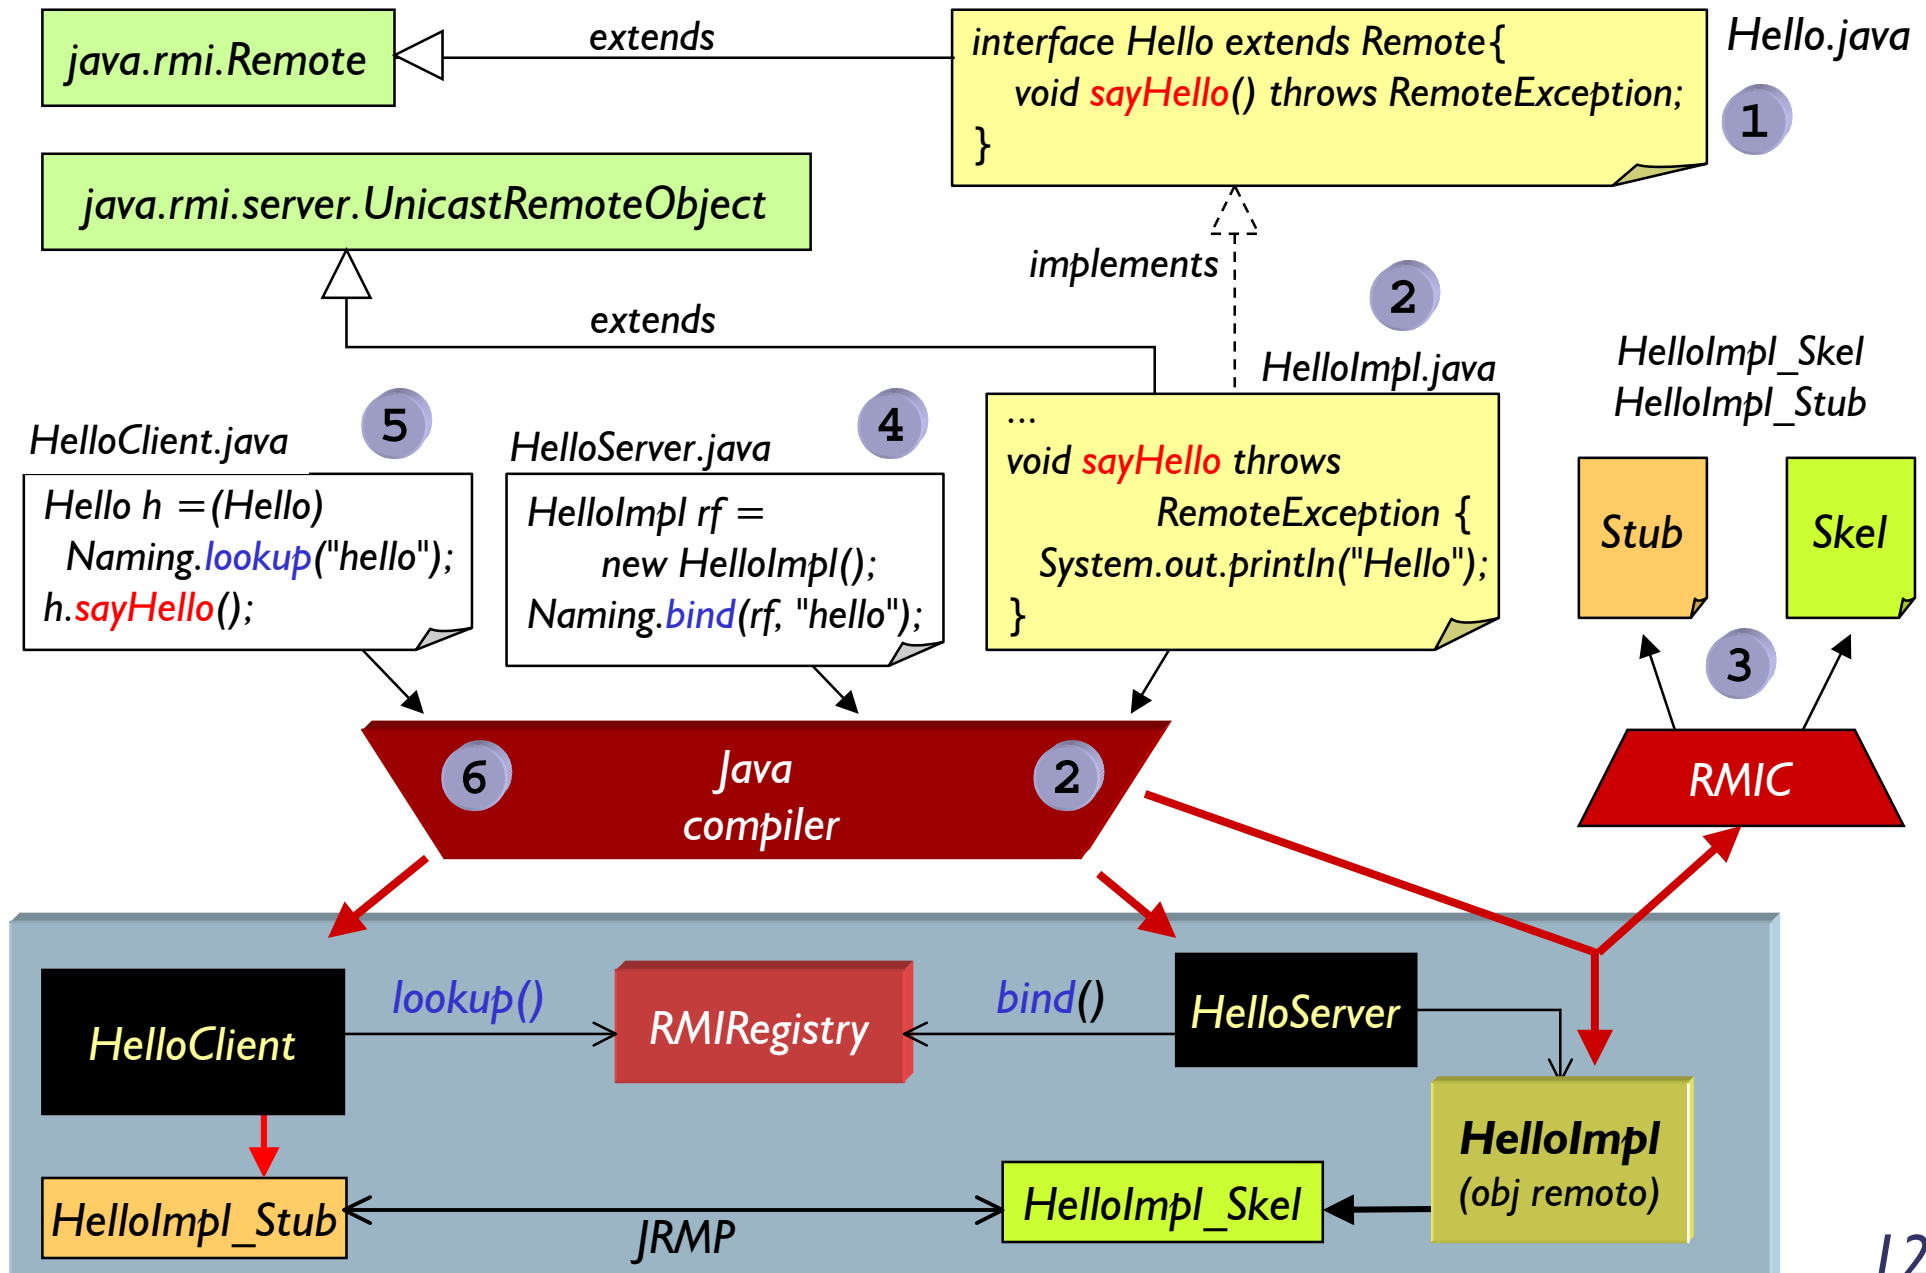 java.rmi.Remote
extends
interface Hello extends Remote{
void sayHello() throws RemoteException;
}
Hello.java
1
java.rmi.server.UnicastRemoteObject
implements
2
extends
HelloImpl.java
HelloImpl_Skel
HelloImpl_Stub
HelloClient.java
5
Hello h =(Hello)
Naming.lookup("hello");
h.sayHello();
HelloServer.java
4
HelloImpl rf =
new HelloImpl();
Naming.bind(rf, "hello");
...
void sayHello throws
RemoteException {
System.out.println("Hello");
}
Stub
Skel
3
6
Java
compiler
2
RMIC
HelloClient
lookup()
RMIRegistry
bind()
HelloServer
HelloImpl
(obj remoto)
HelloImpl_Stub
JRMP
HelloImpl_Skel
12